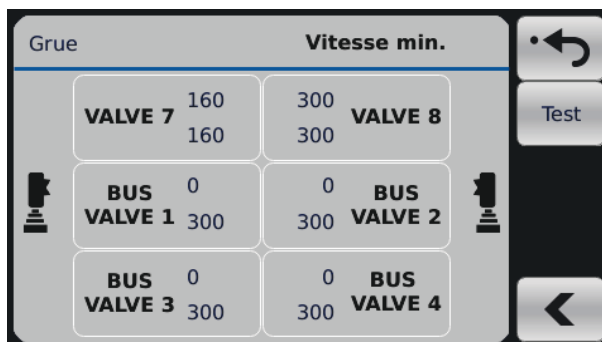 Grue Vitesse min.
Test
VALVE 7 160 160
300 300 VALVE 8
BUS VALVE 1 0 300
0 300 BUS VALVE 2
BUS VALVE 3 0 300
0 300 BUS VALVE 4